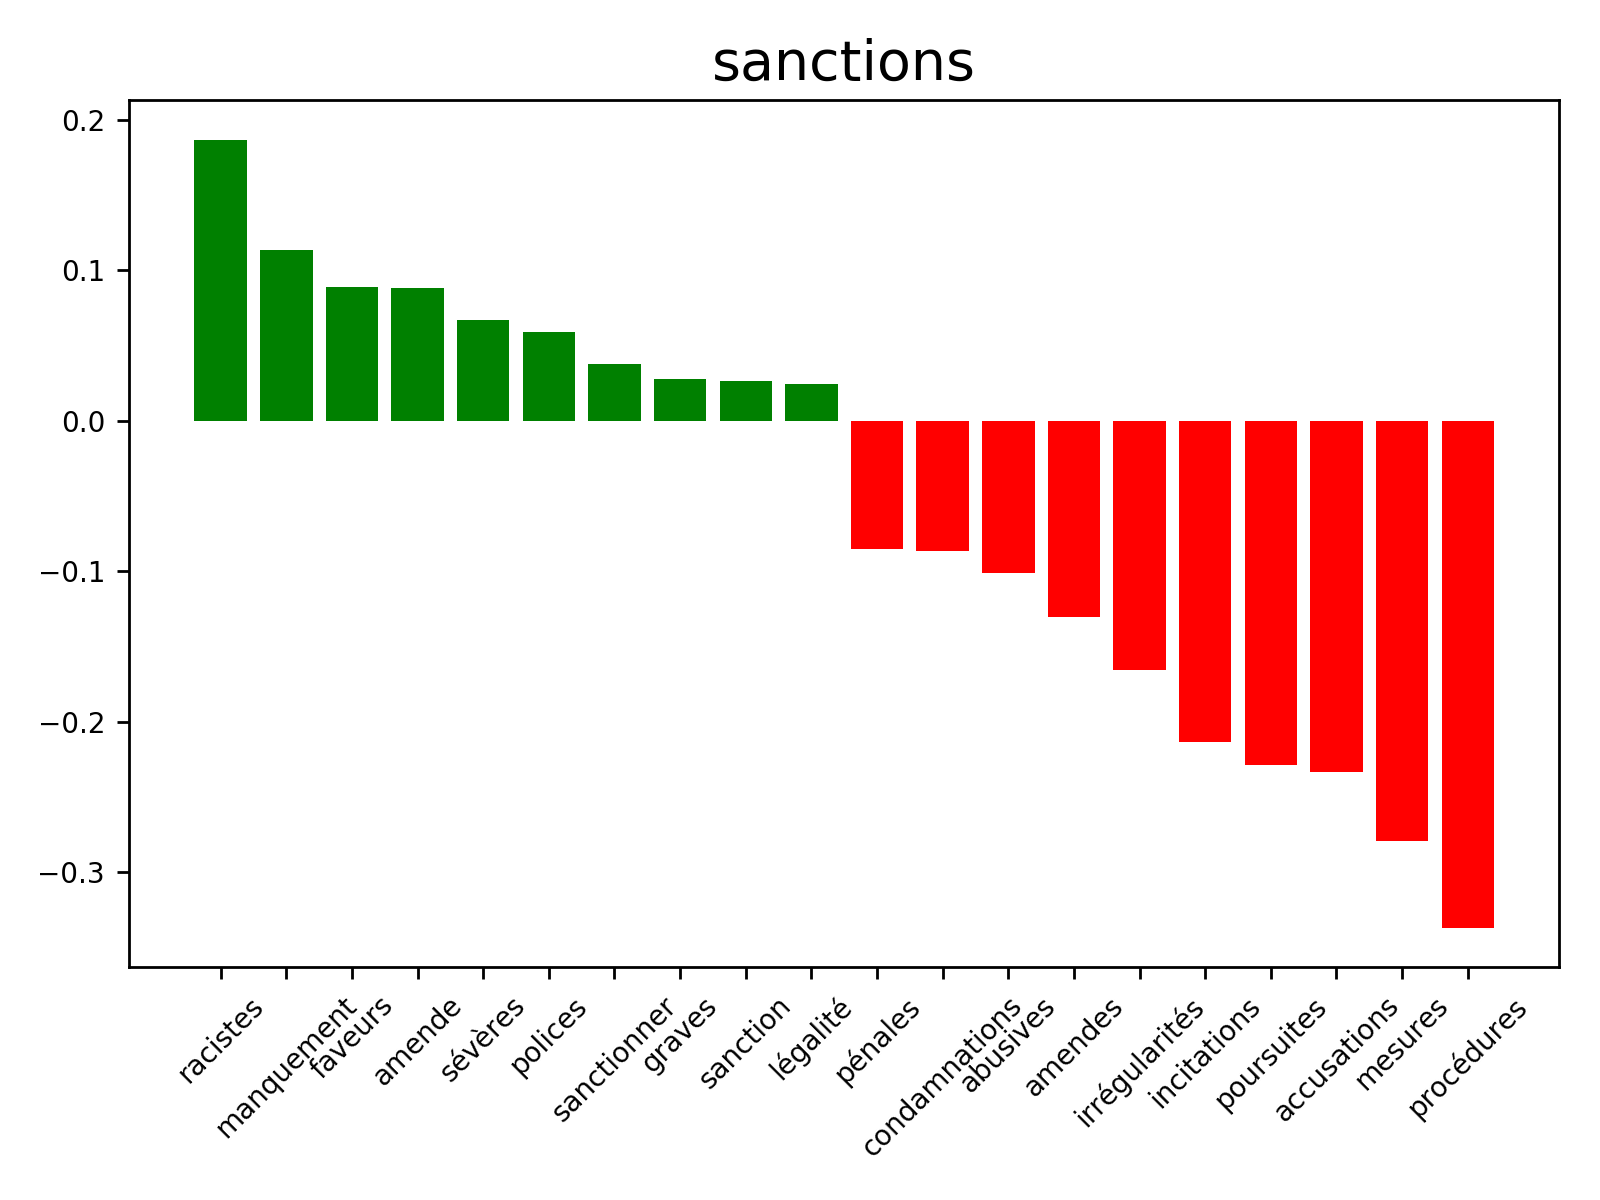 sanctions
0.2
0.1
0.0
−0.1
−0.2
−0.3
racistes
manquement
faveurs
amende
sévères
polices
sanctionner
graves
sanction
légalité
pénales
condamnations
abusives
amendes
irrégularités
incitations
poursuites
accusations
mesures
procédures